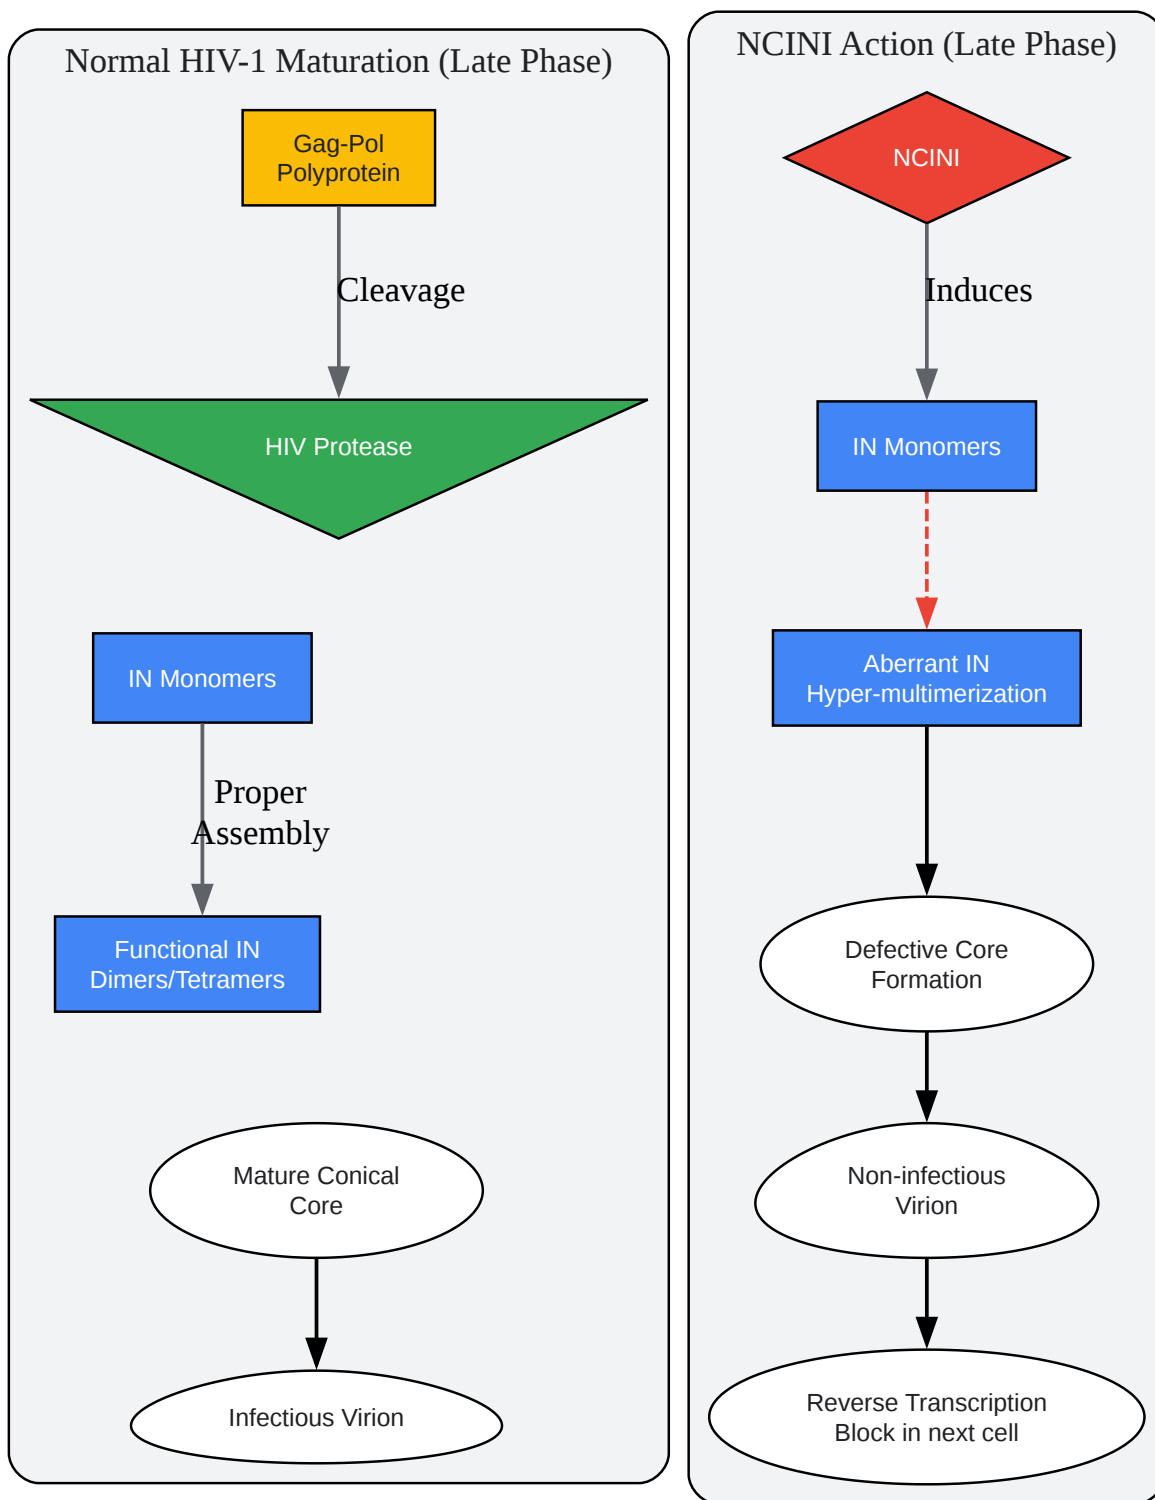 Normal HIV-1 Maturation (Late Phase)
Gag-Pol
Polyprotein
Cleavage
HIV Protease
IN Monomers
Proper
Assembly
Functional IN
Dimers/Tetramers
Mature Conical
Core
Infectious Virion
NCINI Action (Late Phase)
NCINI
Induces
IN Monomers
Aberrant IN
Hyper-multimerization
Defective Core
Formation
Non-infectious
Virion
Reverse Transcription
Block in next cell